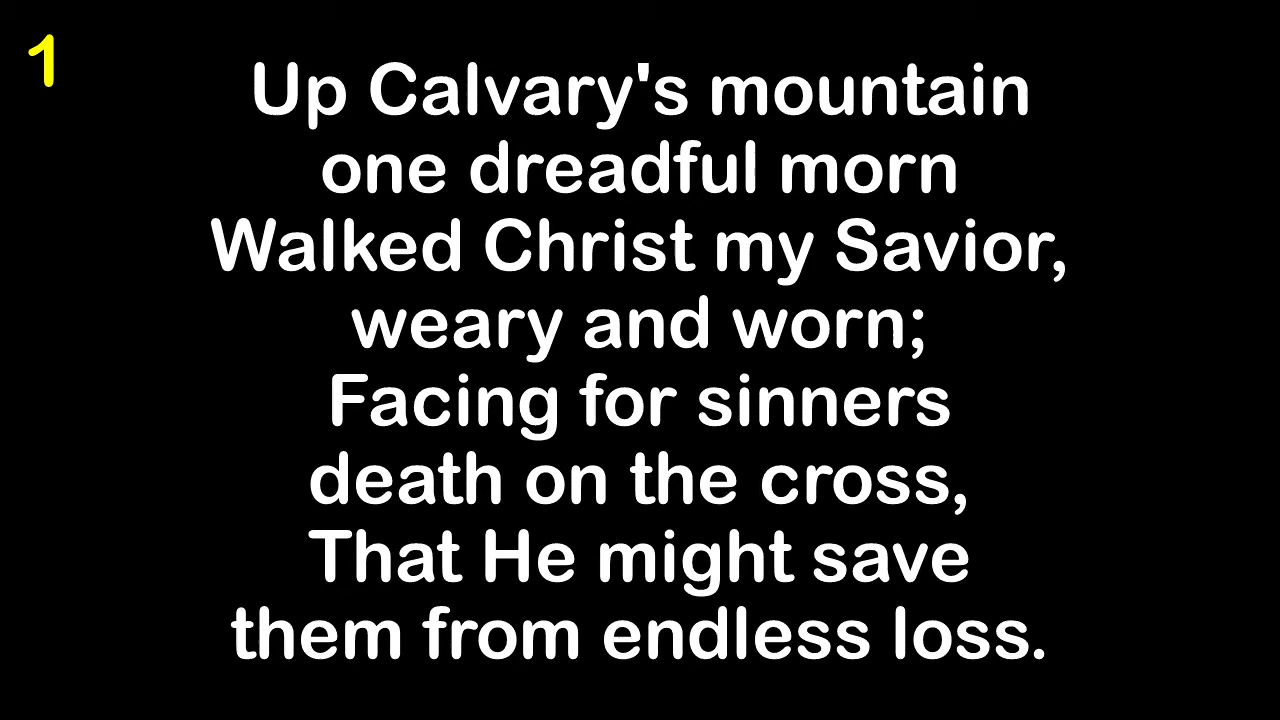 1
Up Calvary's mountain
one dreadful morn
Walked Christ my Savior,
weary and worn;
Facing for sinners
death on the cross,
That He might save
them from endless loss.